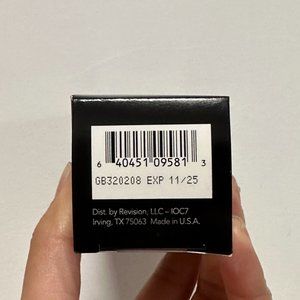 6 40451 09581 3
GB320208 EXP 11/25
Dist. by Revision, LLC – IOC7
Irving, TX 75063 Made in U.S.A.